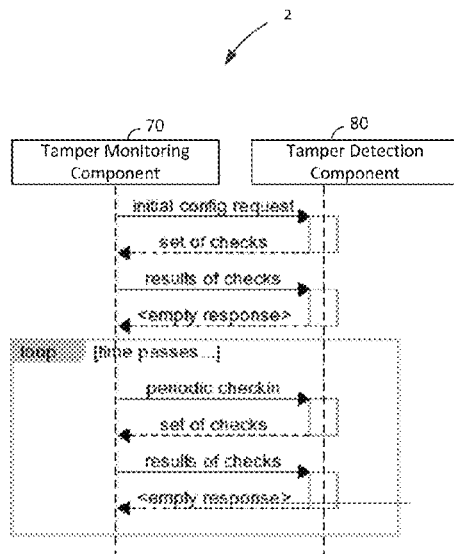 2
70
80
Tamper Monitoring
Component
Tamper Detection
Component
initial config request
set of checks
results of checks
<empty response>
loop
[time passes...]
periodic checkin
set of checks
results of checks
<empty response>